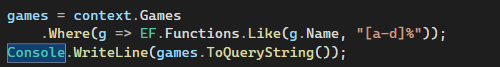 games = context.Games
.Where(g => EF.Functions.Like(g.Name, "[a-d]%"));
Console.WriteLine(games.ToQueryString());